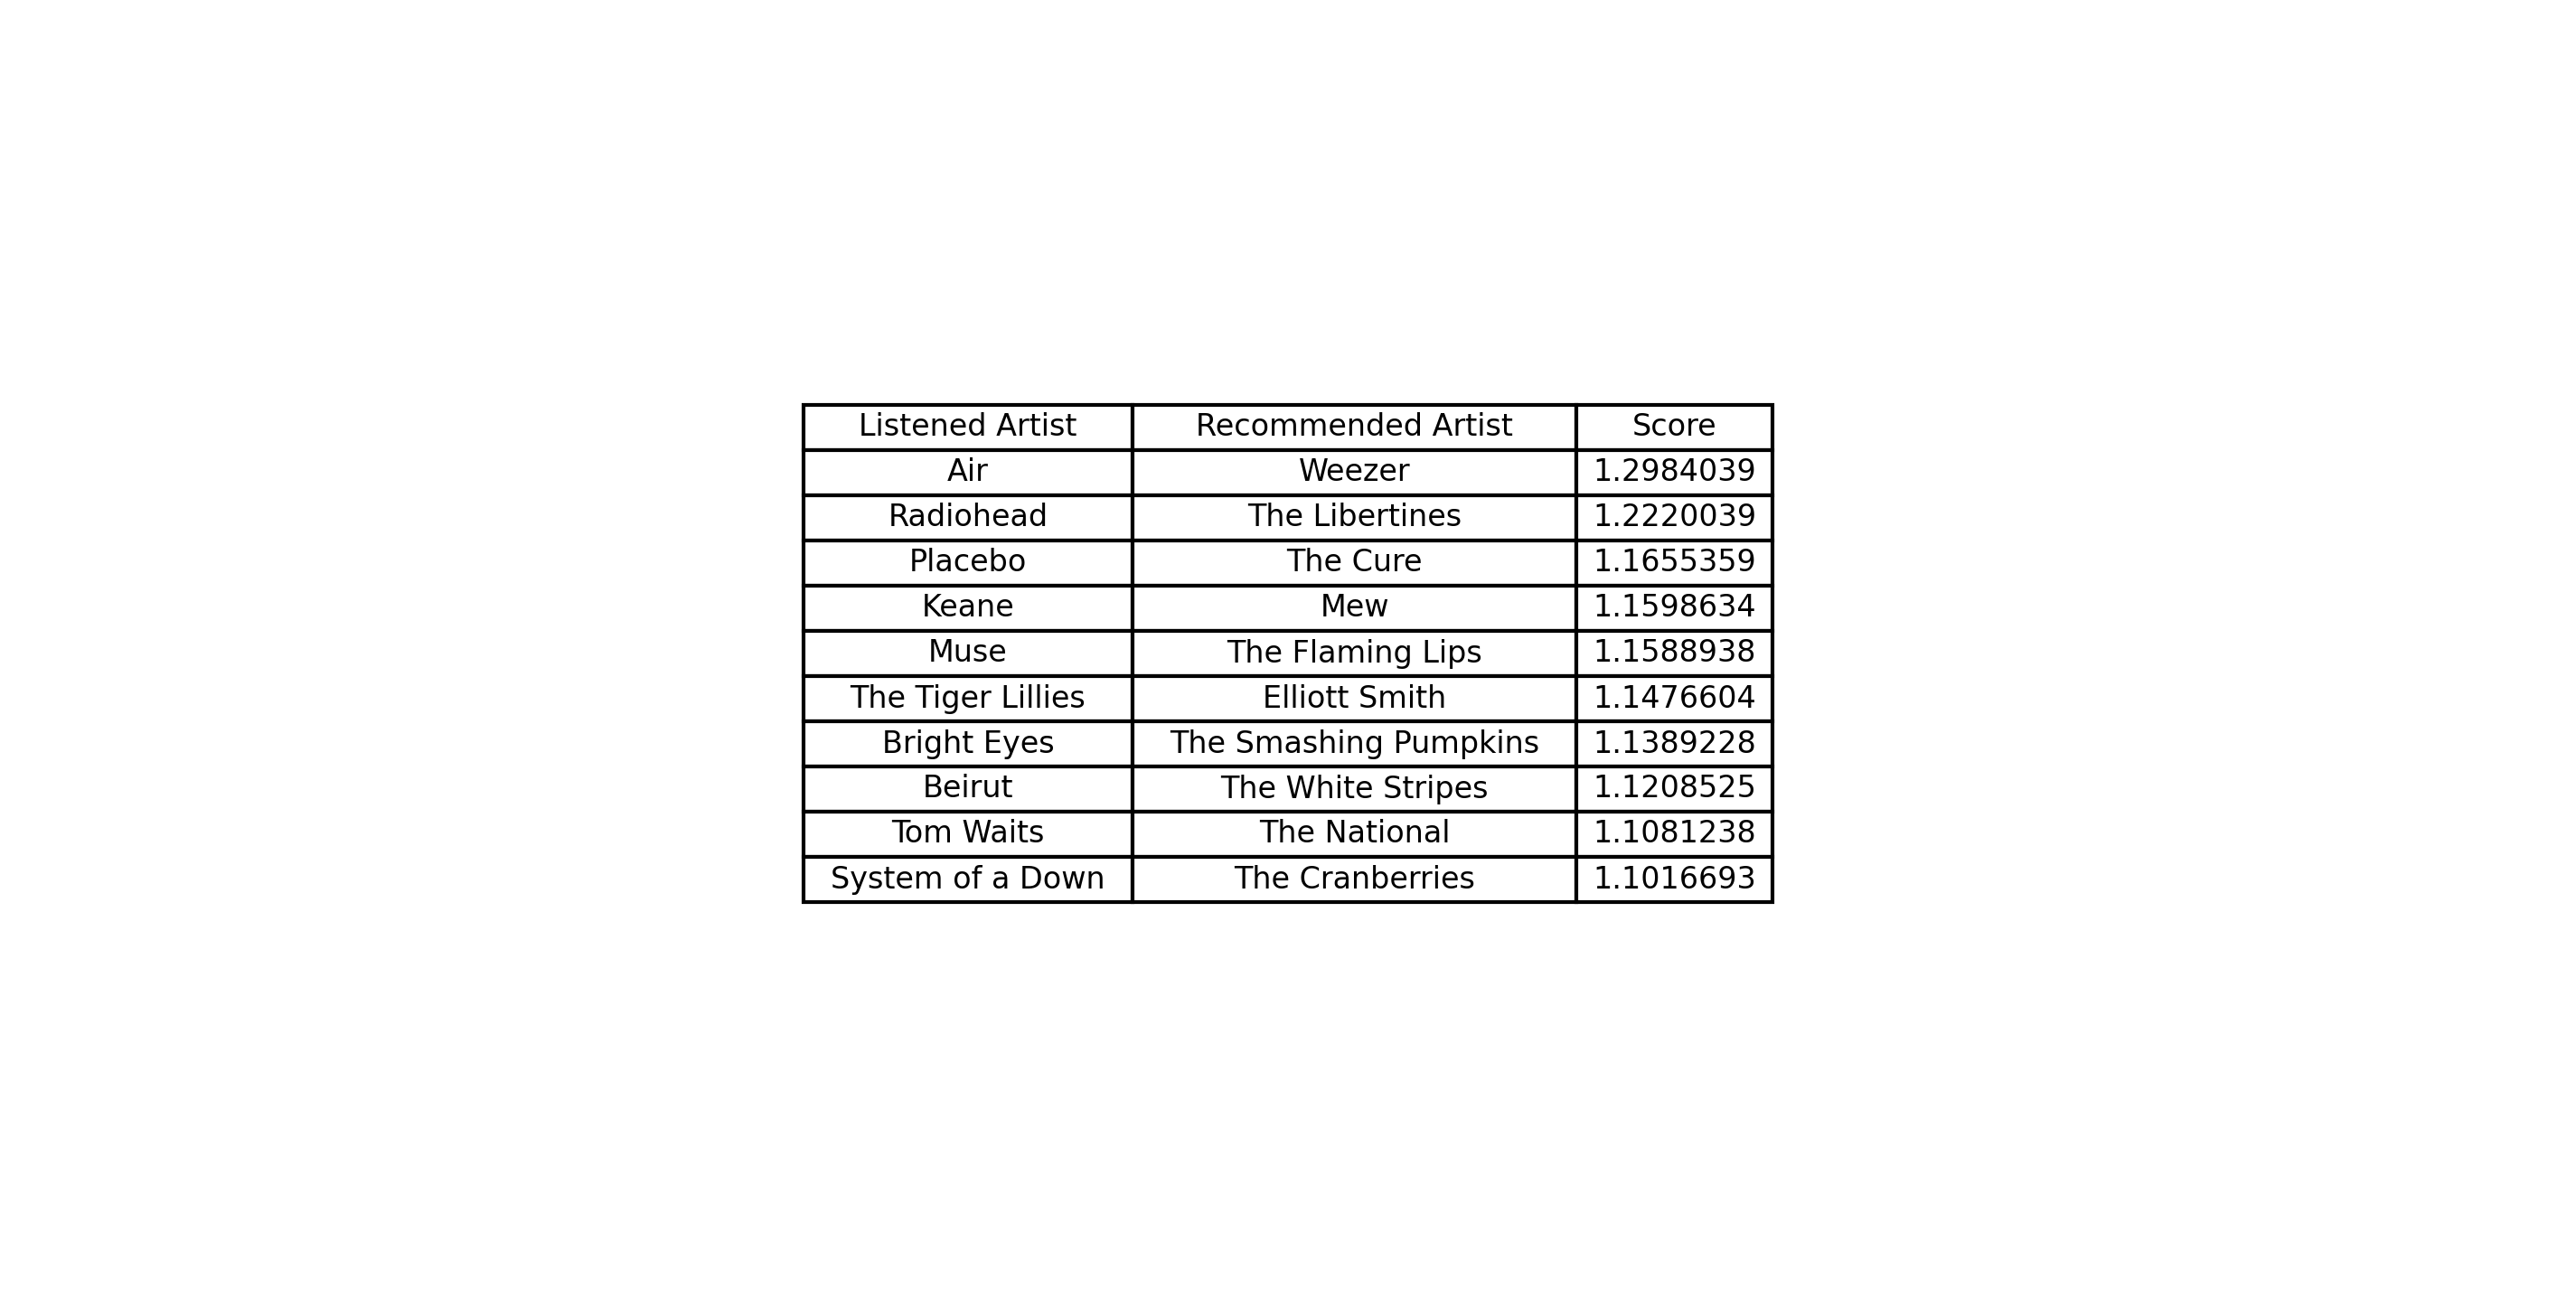 Listened Artist Recommended Artist Score
Air Weezer 1.2984039
Radiohead The Libertines 1.2220039
Placebo The Cure 1.1655359
Keane Mew 1.1598634
Muse The Flaming Lips 1.1588938
The Tiger Lillies Elliott Smith 1.1476604
Bright Eyes The Smashing Pumpkins 1.1389228
Beirut The White Stripes 1.1208525
Tom Waits The National 1.1081238
System of a Down The Cranberries 1.1016693